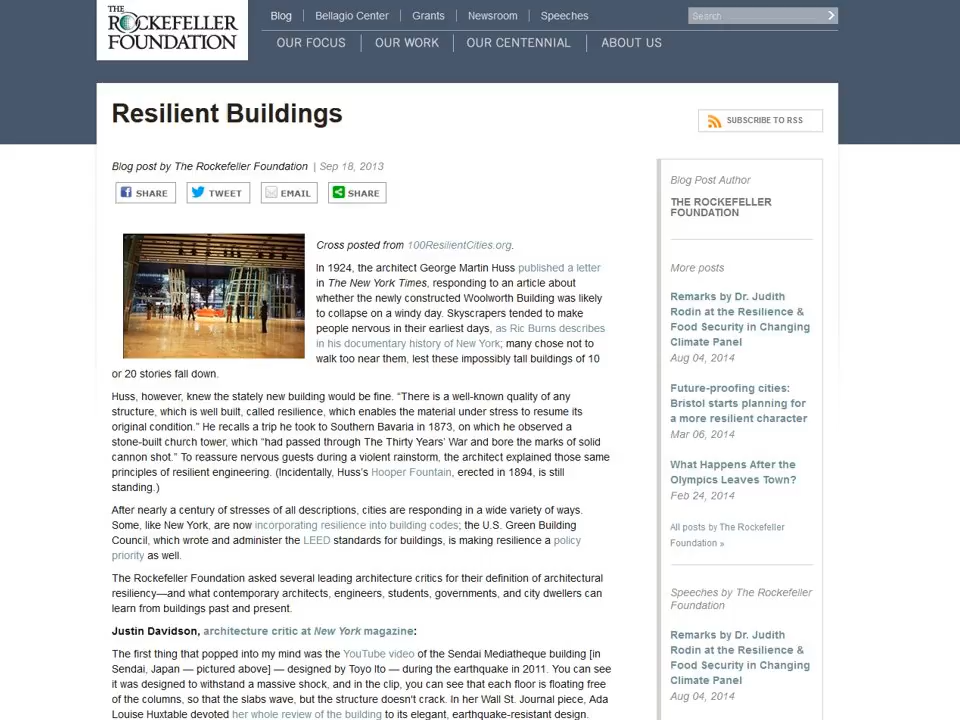 THE
ROCKEFELLER
FOUNDATION
Blog
Bellagio Center
Grants
Newsroom
Speeches
Search
OUR FOCUS
OUR WORK
OUR CENTENNIAL
ABOUT US
Resilient Buildings
SUBSCRIBE TO RSS
Blog post by The Rockefeller Foundation | Sep 18, 2013
SHARE
TWEET
EMAIL
SHARE
Cross posted from 100ResilientCities.org.
In 1924, the architect George Martin Huss published a letter
in The New York Times, responding to an article about
whether the newly constructed Woolworth Building was likely
to collapse on a windy day. Skyscrapers tended to make
people nervous in their earliest days, as Ric Burns describes
in his documentary history of New York; many chose not to
walk too near them, lest these impossibly tall buildings of 10
or 20 stories fall down.
Huss, however, knew the stately new building would be fine. “There is a well-known quality of any
structure, which is well built, called resilience, which enables the material under stress to resume its
original condition.” He recalls a trip he took to Southern Bavaria in 1873, on which he observed a
stone-built church tower, which “had passed through The Thirty Years’ War and bore the marks of solid
cannon shot.” To reassure nervous guests during a violent rainstorm, the architect explained those same
principles of resilient engineering. (Incidentally, Huss’s Hooper Fountain, erected in 1894, is still
standing.)
After nearly a century of stresses of all descriptions, cities are responding in a wide variety of ways.
Some, like New York, are now incorporating resilience into building codes; the U.S. Green Building
Council, which wrote and administer the LEED standards for buildings, is making resilience a policy
priority as well.
The Rockefeller Foundation asked several leading architecture critics for their definition of architectural
resiliency—and what contemporary architects, engineers, students, governments, and city dwellers can
learn from buildings past and present.
Justin Davidson, architecture critic at New York magazine:
The first thing that popped into my mind was the YouTube video of the Sendai Mediatheque building [in
Sendai, Japan — pictured above] — designed by Toyo Ito — during the earthquake in 2011. You can see
it was designed to withstand a massive shock, and in the clip, you can see that each floor is floating free
of the columns, so that the slabs wave, but the structure doesn't crack. In her Wall St. Journal piece, Ada
Louise Huxtable devoted her whole review of the building to its elegant, earthquake-resistant design.
Blog Post Author
THE ROCKEFELLER
FOUNDATION
More posts
Remarks by Dr. Judith
Rodin at the Resilience &
Food Security in Changing
Climate Panel
Aug 04, 2014
Future-proofing cities:
Bristol starts planning for
a more resilient character
Mar 06, 2014
What Happens After the
Olympics Leaves Town?
Feb 24, 2014
All posts by The Rockefeller
Foundation »
Speeches by The Rockefeller
Foundation
Remarks by Dr. Judith
Rodin at the Resilience &
Food Security in Changing
Climate Panel
Aug 04, 2014